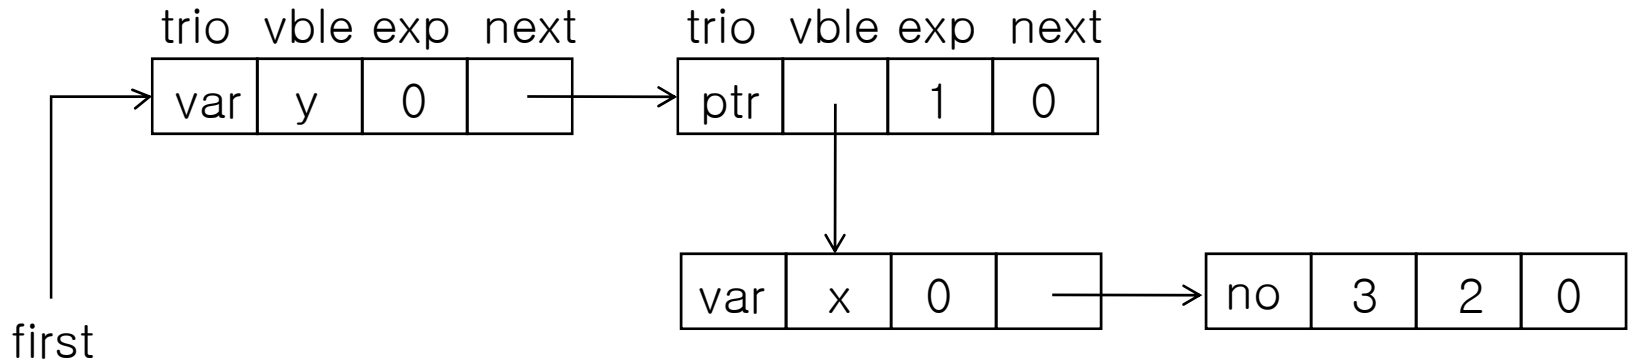 trio vble exp next trio vble exp next
var y 0 ptr 1 0
var x 0 no 3 2 0
first